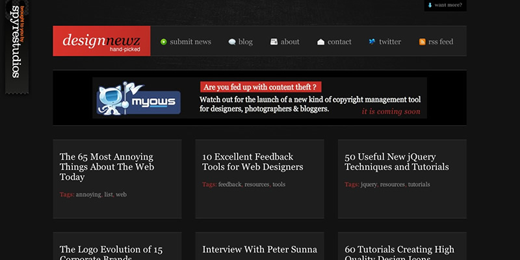 want more?
brought to you by
spyrestudios
designnewz
hand-picked
submit news
blog
about
contact
twitter
rss feed
myows
Are you fed up with content theft ?
Watch out for the launch of a new kind of copyright management tool
for designers, photographers & bloggers.
it is coming soon
The 65 Most Annoying
Things About The Web
Today
Tags: annoying, list, web
10 Excellent Feedback
Tools for Web Designers
Tags: feedback, resources, tools
50 Useful New jQuery
Techniques and Tutorials
Tags: jquery, resources, tutorials
The Logo Evolution of 15
Corporate Brands
Interview With Peter Sunna
60 Tutorials Creating High
Quality Design Icons